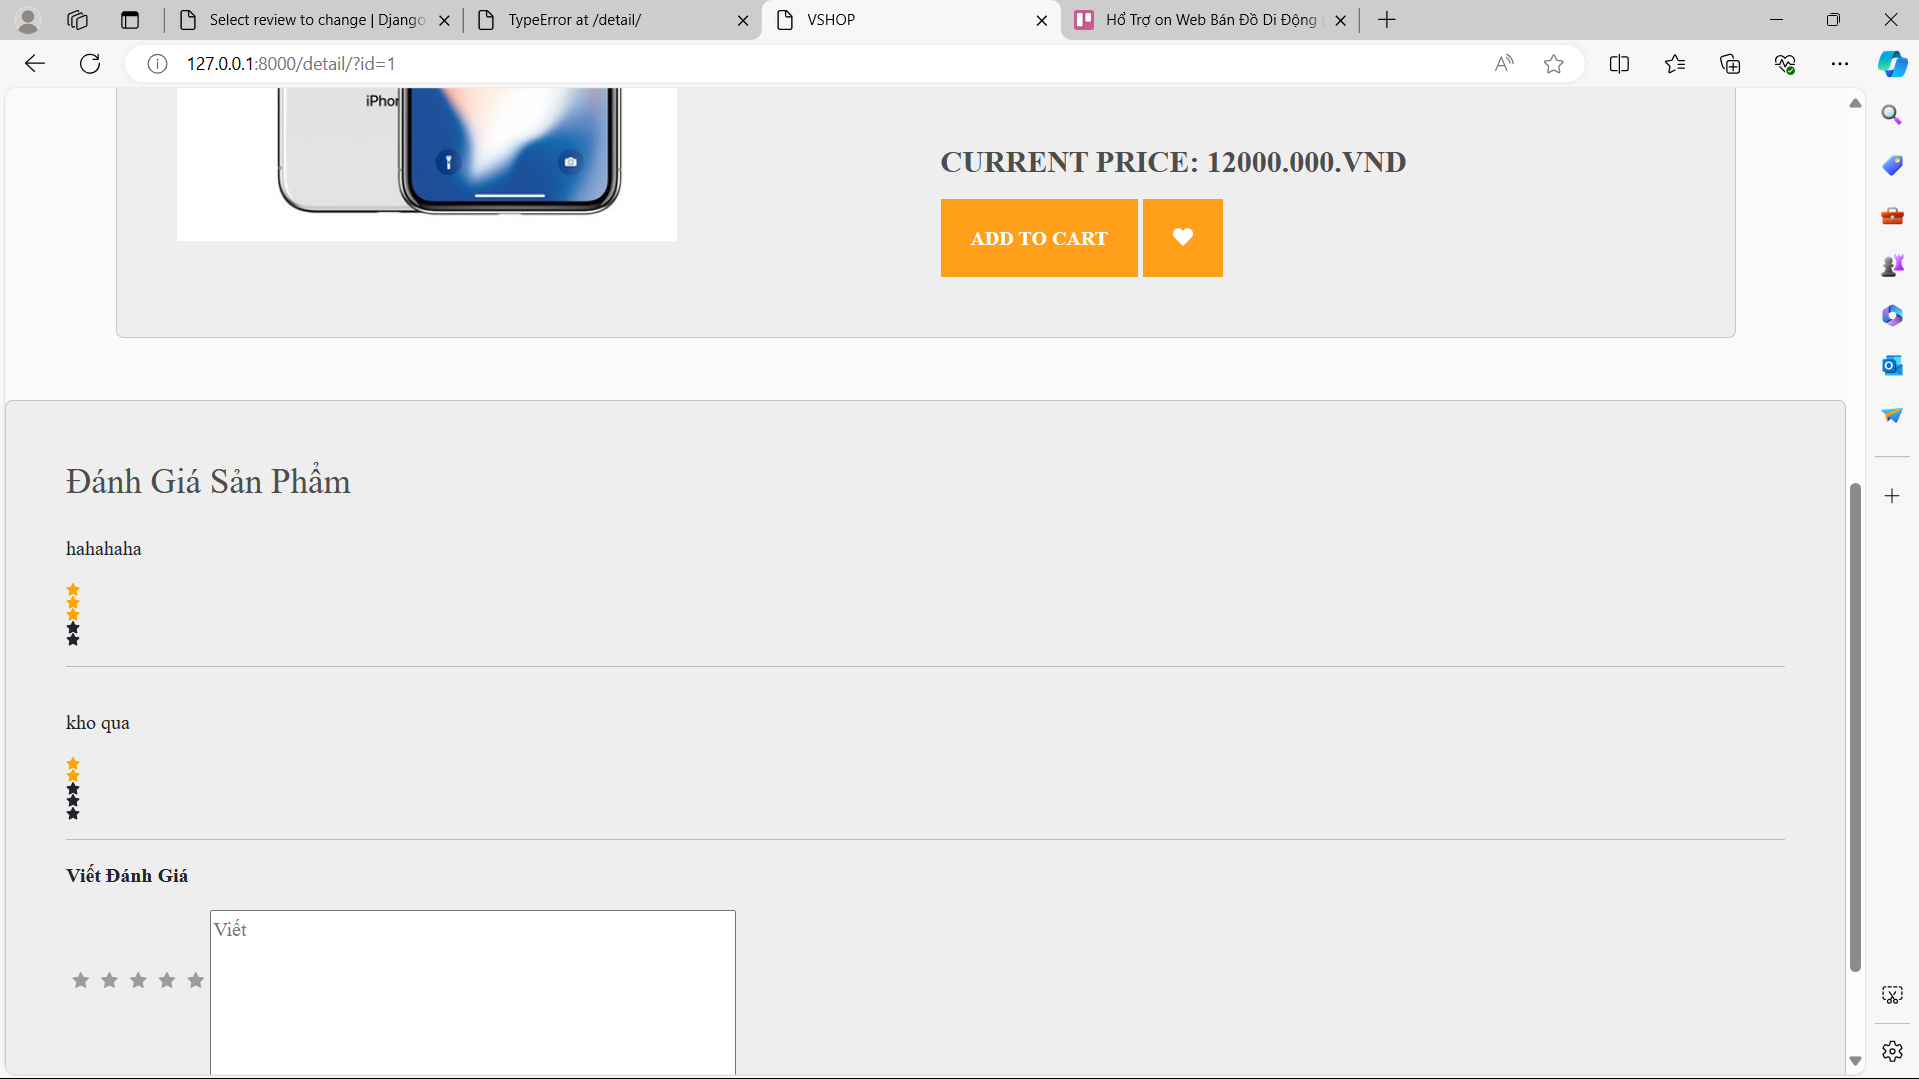 Select review to change | Django
TypeError at /detail/
VSHOP
Hổ Trợ on Web Bán Đồ Di Động
127.0.0.1:8000/detail/?id=1
CURRENT PRICE: 12000.000.VND
ADD TO CART
Đánh Giá Sản Phẩm
hahahaha
kho qua
Viết Đánh Giá
Viết